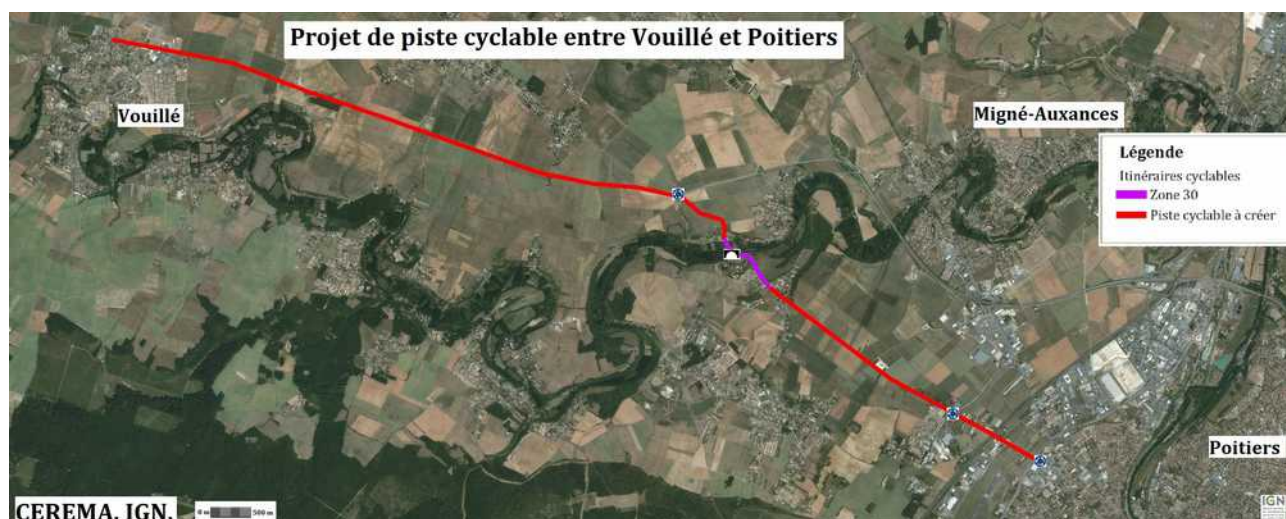 Projet de piste cyclable entre Vouillé et Poitiers
Vouillé
Migné-Auxances
Légende
Itinéraires cyclables
Zone 30
Piste cyclable à créer
Poitiers
CEREMA, IGN.
0 m 500 m
IGN